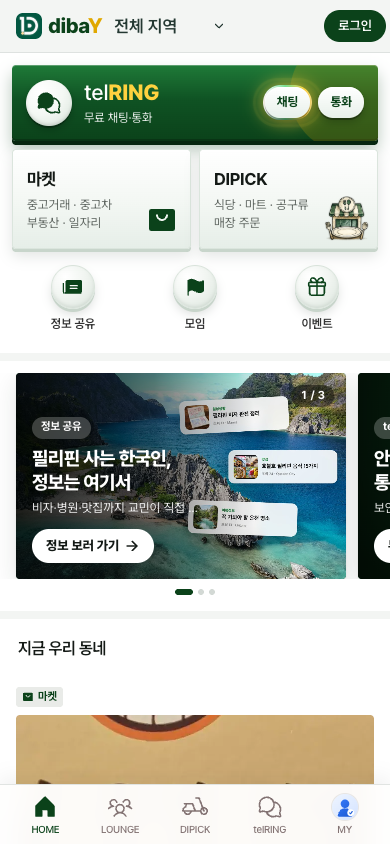 dibaY
전체 지역
로그인
telRING
무료 채팅·통화
채팅
통화
마켓
중고거래 · 중고차
부동산 · 일자리
DIPICK
식당 · 마트 · 공구류
매장 주문
정보 공유
모임
이벤트
1 / 3
정보 공유
필리핀 사는 한국인,
정보는 여기서
비자·병원·맛집까지 교민이 직접
정보 보러 가기
지금 우리 동네
마켓
HOME
LOUNGE
DIPICK
telRING
MY